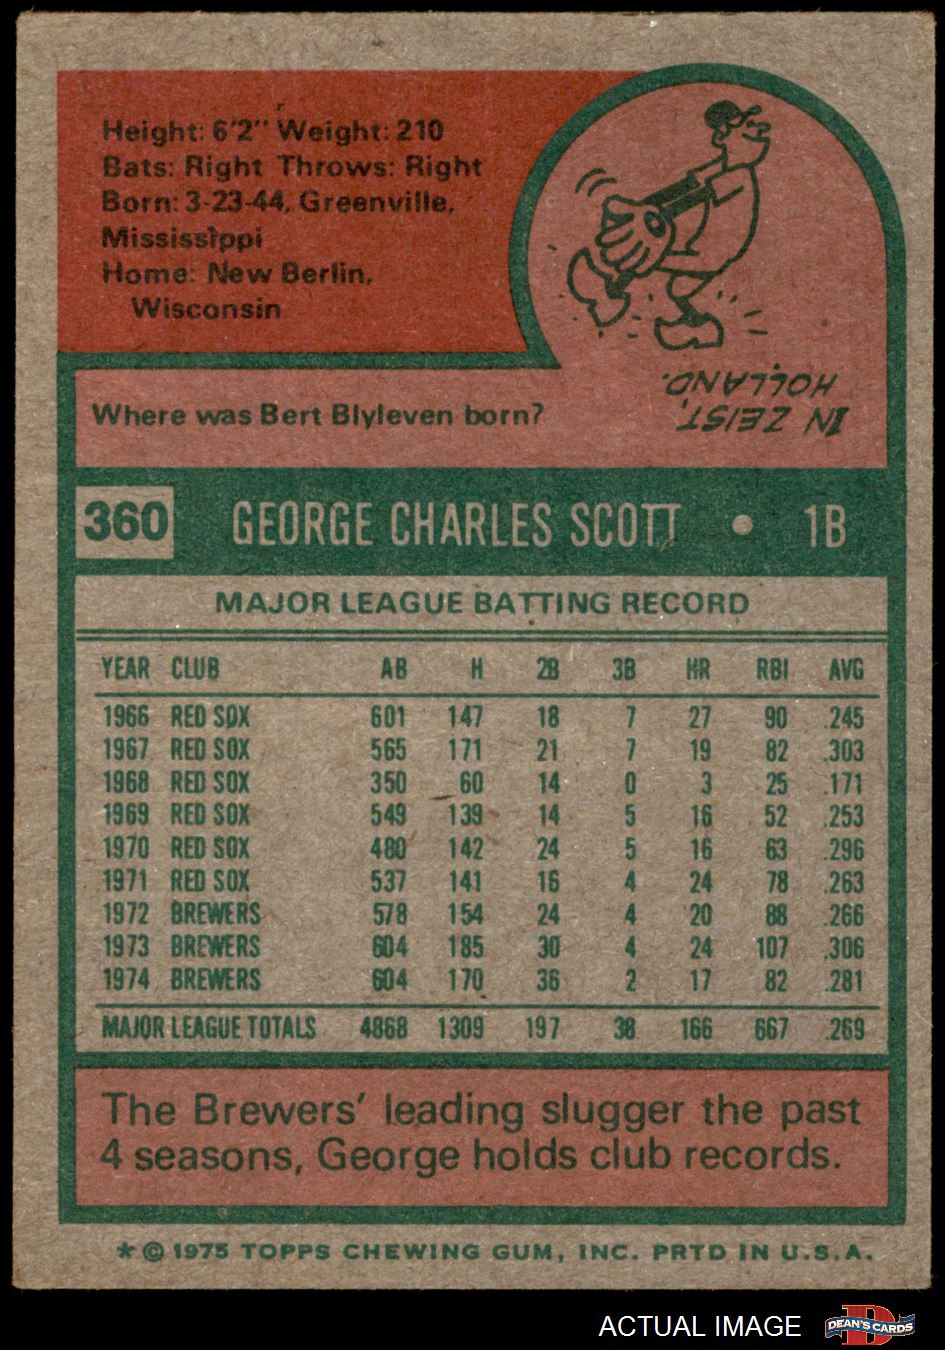 Height: 6'2" Weight: 210
Bats: Right Throws: Right
Born: 3-23-44, Greenville,
Mississippi
Home: New Berlin,
Wisconsin
Where was Bert Blyleven born?
IN ZEIST,
HOLLAND.
360 GEORGE CHARLES SCOTT • 1B
MAJOR LEAGUE BATTING RECORD
YEAR CLUB AB H 2B 3B HR RBI AVG
1966 RED SOX 601 147 18 7 27 90 .245
1967 RED SOX 565 171 21 7 19 82 .303
1968 RED SOX 350 60 14 0 3 25 .171
1969 RED SOX 549 139 14 5 16 52 .253
1970 RED SOX 480 142 24 5 16 63 .296
1971 RED SOX 537 141 16 4 24 78 .263
1972 BREWERS 578 154 24 4 20 88 .266
1973 BREWERS 604 185 30 4 24 107 .306
1974 BREWERS 604 170 36 2 17 82 .281
MAJOR LEAGUE TOTALS 4868 1309 197 38 166 667 .269
The Brewers' leading slugger the past
4 seasons, George holds club records.
* © 1975 TOPPS CHEWING GUM, INC. PRTD IN U.S.A.
ACTUAL IMAGE DEAN'S CARDS